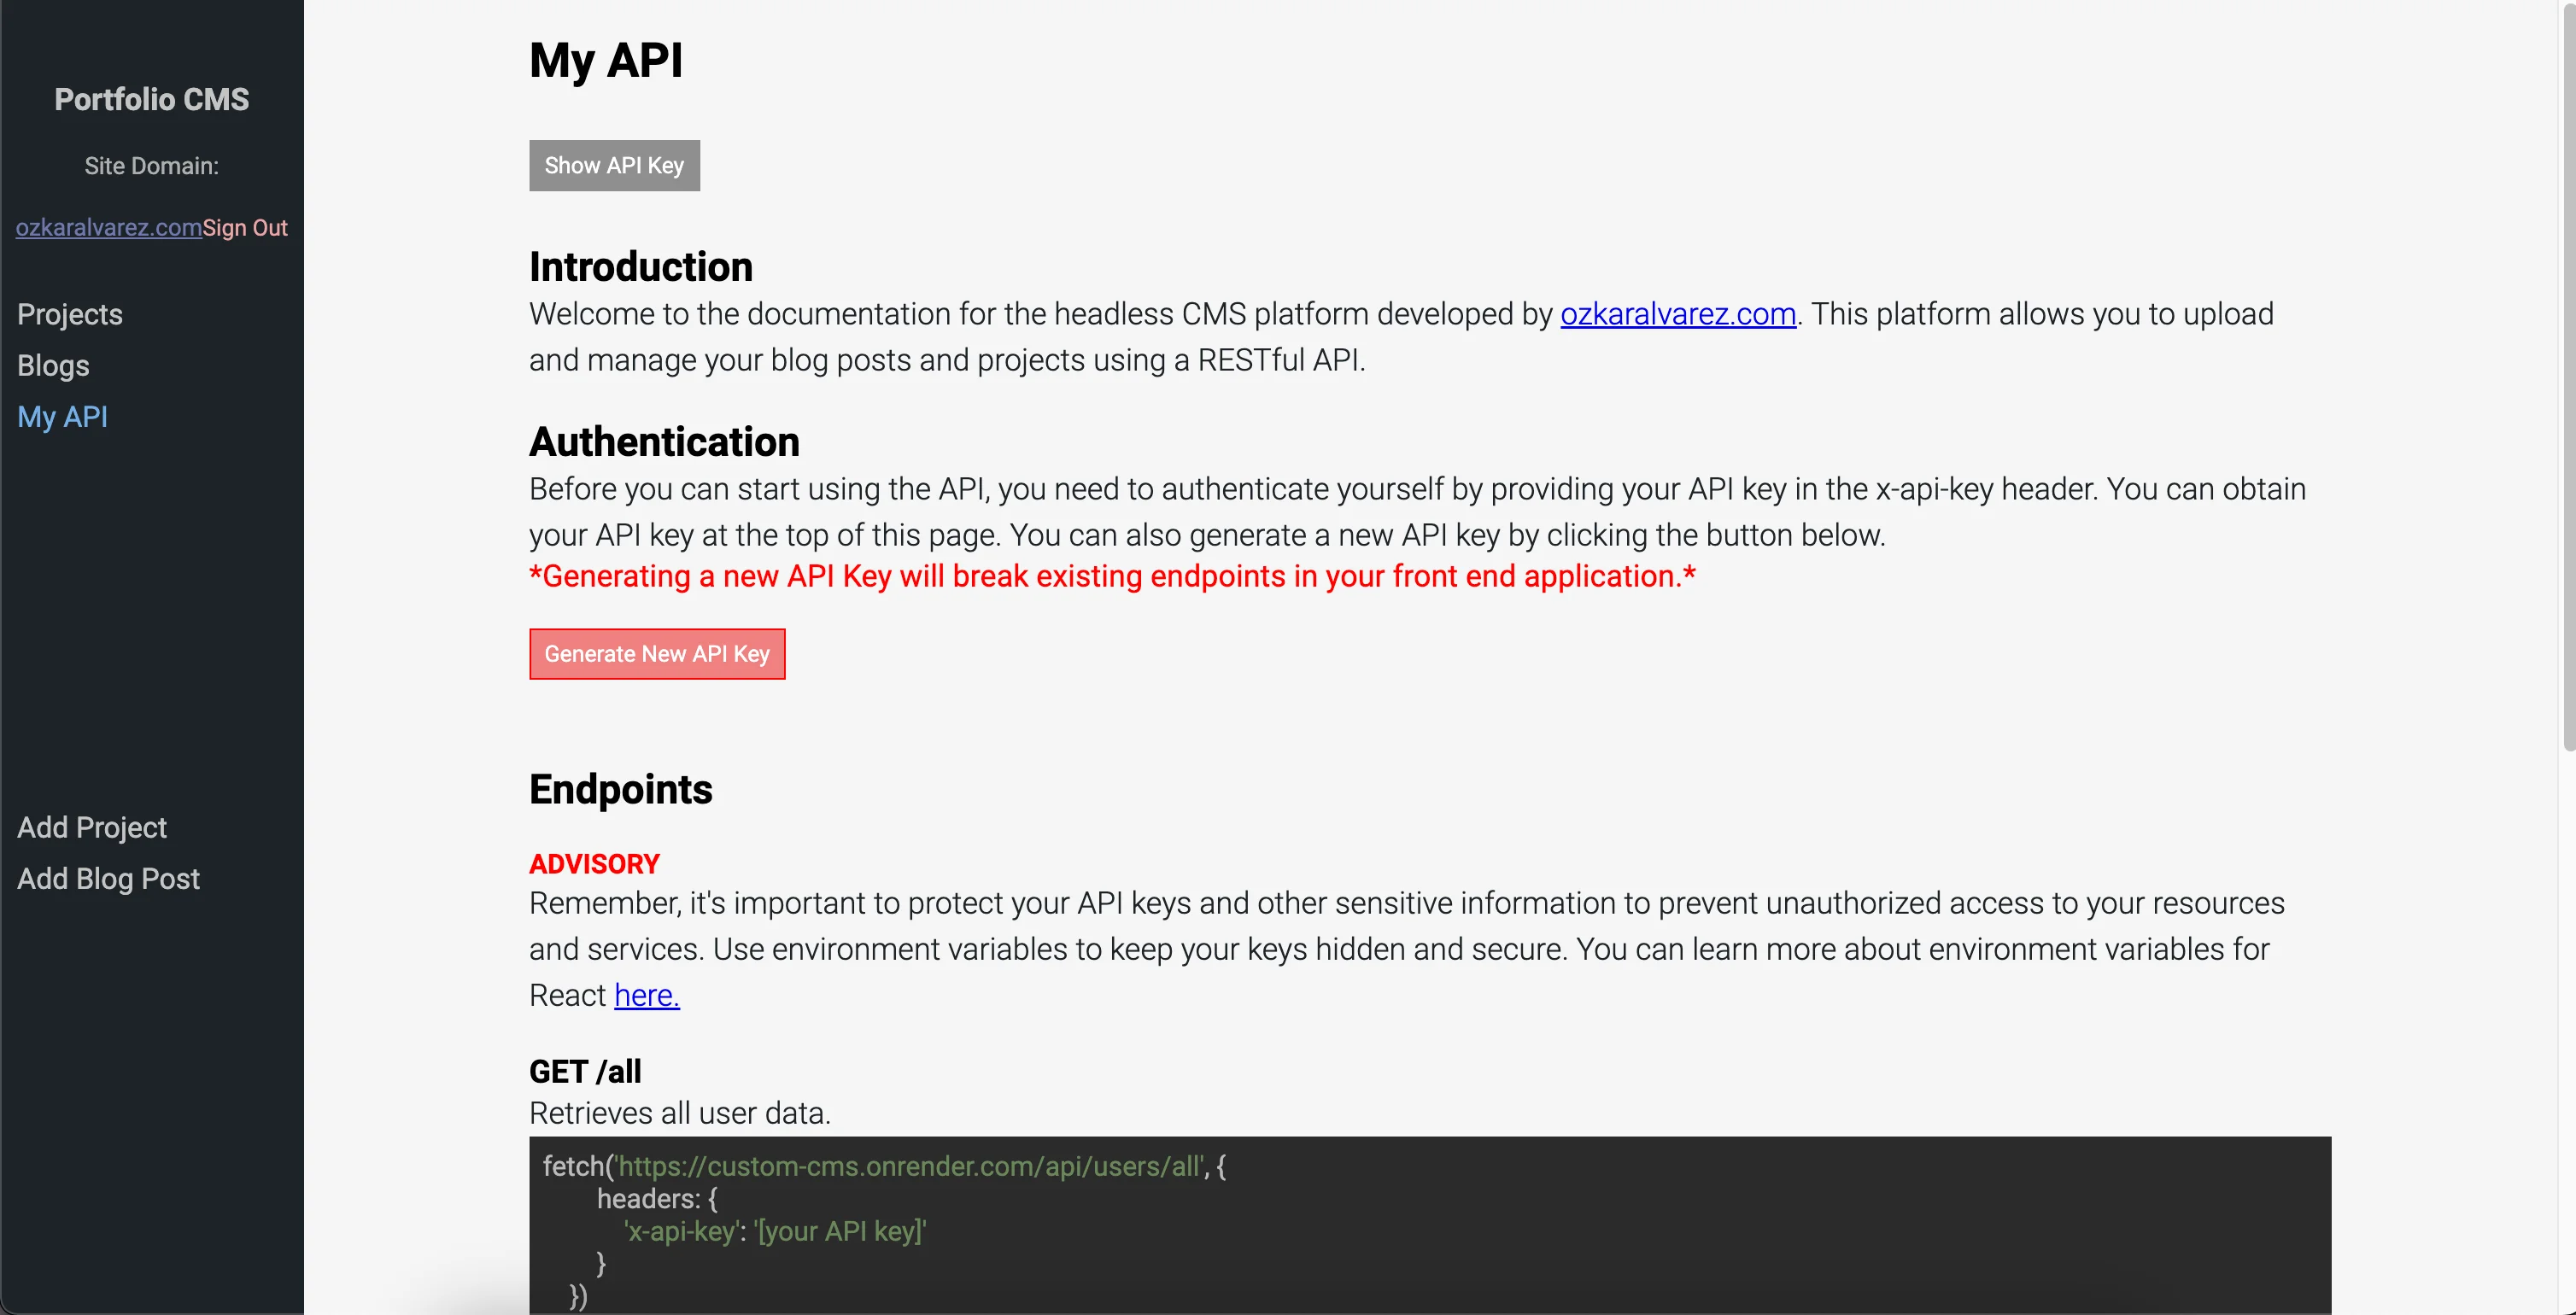 Portfolio CMS
Site Domain:
ozkaralvarez.comSign Out
Projects
Blogs
My API
Add Project
Add Blog Post
My API
Show API Key
Introduction
Welcome to the documentation for the headless CMS platform developed by ozkaralvarez.com. This platform allows you to upload
and manage your blog posts and projects using a RESTful API.
Authentication
Before you can start using the API, you need to authenticate yourself by providing your API key in the x-api-key header. You can obtain
your API key at the top of this page. You can also generate a new API key by clicking the button below.
*Generating a new API Key will break existing endpoints in your front end application.*
Generate New API Key
Endpoints
ADVISORY
Remember, it's important to protect your API keys and other sensitive information to prevent unauthorized access to your resources
and services. Use environment variables to keep your keys hidden and secure. You can learn more about environment variables for
React here.
GET /all
Retrieves all user data.
fetch('https://custom-cms.onrender.com/api/users/all', {
headers: {
'x-api-key': '[your API key]'
}
})